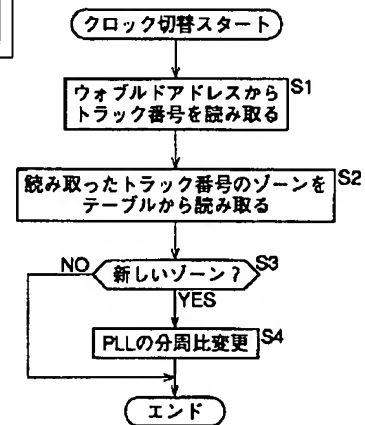 クロック切替スタート
S1
ウォブルドアドレスから
トラック番号を読み取る
S2
読み取ったトラック番号のゾーンを
テーブルから読み取る
S3
NO
新しいゾーン?
YES
PLLの分周比変更
S4
エンド